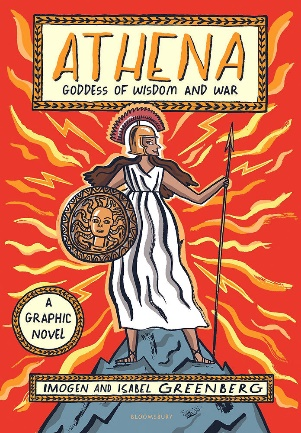 ATHENA
GODDESS OF WISDOM AND WAR
A
GRAPHIC
NOVEL
IMOGEN AND ISABEL GREENBERG
BLOOMSBURY